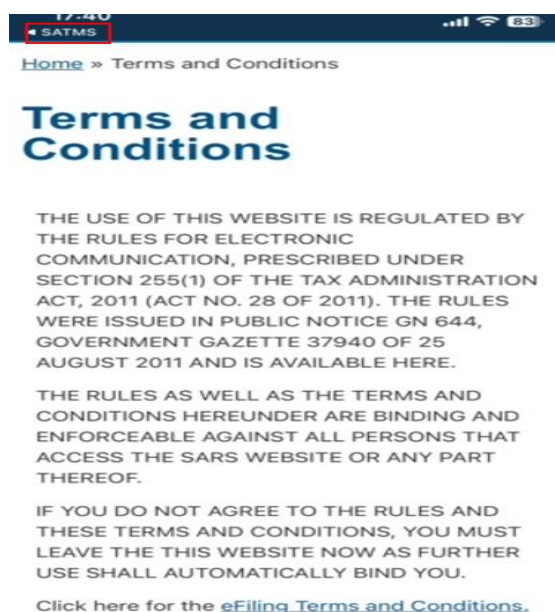 17:40
83
◄ SATMS
Home » Terms and Conditions
Terms and
Conditions
THE USE OF THIS WEBSITE IS REGULATED BY
THE RULES FOR ELECTRONIC
COMMUNICATION, PRESCRIBED UNDER
SECTION 255(1) OF THE TAX ADMINISTRATION
ACT, 2011 (ACT NO. 28 OF 2011). THE RULES
WERE ISSUED IN PUBLIC NOTICE GN 644,
GOVERNMENT GAZETTE 37940 OF 25
AUGUST 2011 AND IS AVAILABLE HERE.
THE RULES AS WELL AS THE TERMS AND
CONDITIONS HEREUNDER ARE BINDING AND
ENFORCEABLE AGAINST ALL PERSONS THAT
ACCESS THE SARS WEBSITE OR ANY PART
THEREOF.
IF YOU DO NOT AGREE TO THE RULES AND
THESE TERMS AND CONDITIONS, YOU MUST
LEAVE THE THIS WEBSITE NOW AS FURTHER
USE SHALL AUTOMATICALLY BIND YOU.
Click here for the eFiling Terms and Conditions.